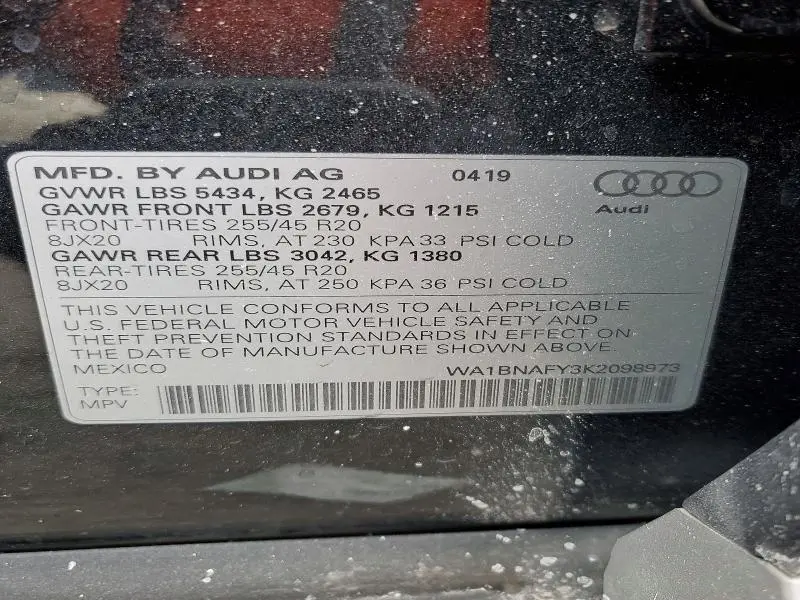 MFD. BY AUDI AG 0419
GVWR LBS 5434, KG 2465
GAWR FRONT LBS 2679, KG 1215
Audi
FRONT-TIRES 255/45 R20
8JX20 RIMS, AT 230 KPA 33 PSI COLD
GAWR REAR LBS 3042, KG 1380
REAR-TIRES 255/45 R20
8JX20 RIMS, AT 250 KPA 36 PSI COLD
THIS VEHICLE CONFORMS TO ALL APPLICABLE
U.S. FEDERAL MOTOR VEHICLE SAFETY AND
THEFT PREVENTION STANDARDS IN EFFECT ON
THE DATE OF MANUFACTURE SHOWN ABOVE.
MEXICO WA1BNAFY3K2098973
TYPE:
MPV